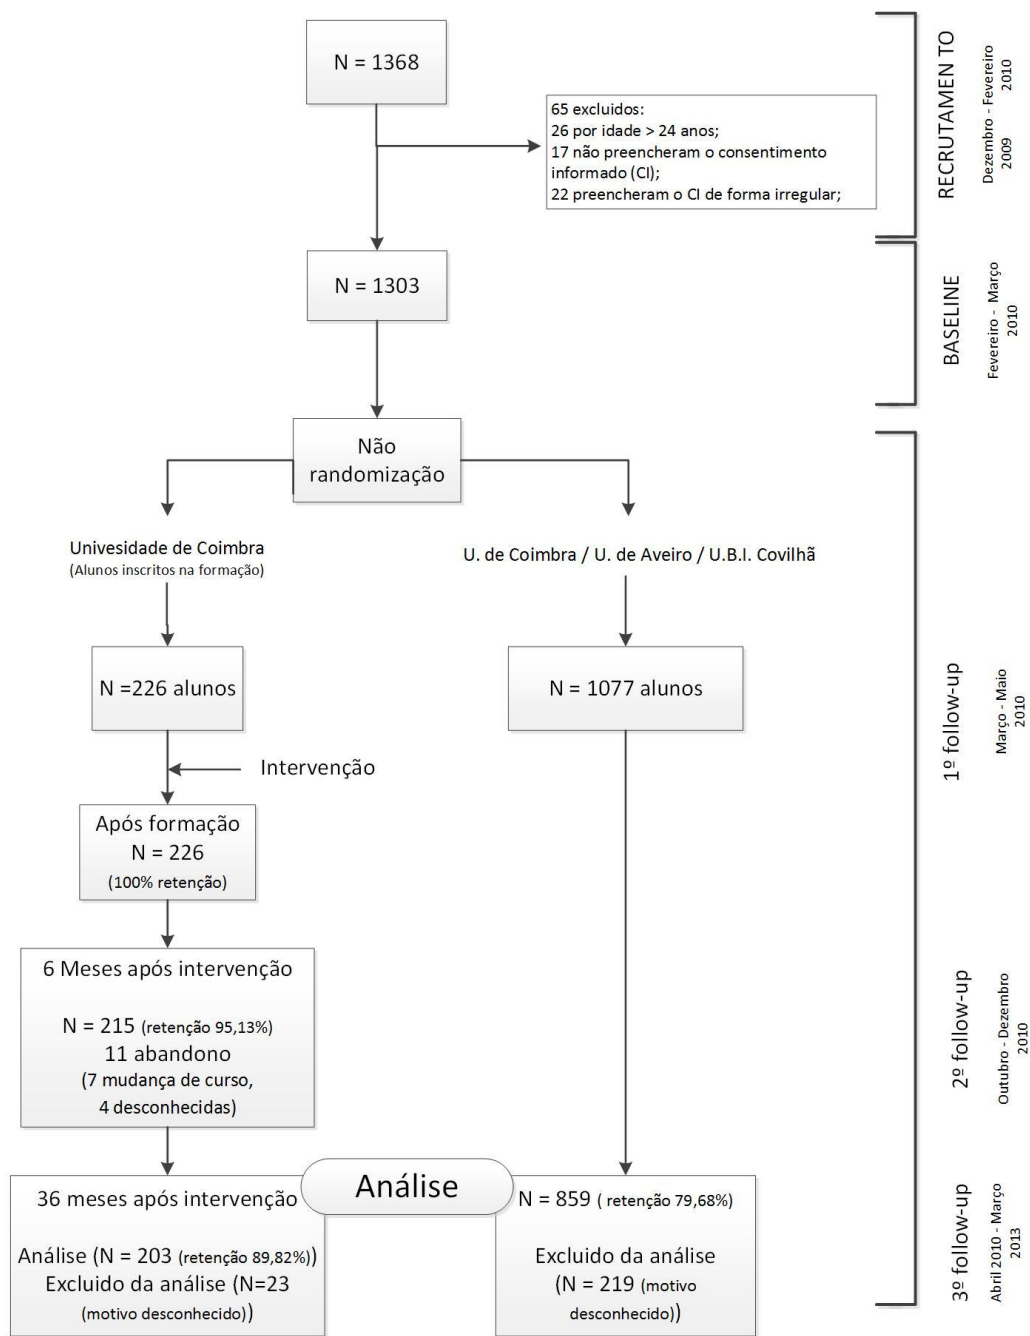 N = 1368
65 excluidos:
26 por idade > 24 anos;
17 não preencheram o consentimento
informado (CI);
22 preencheram o CI de forma irregular;
RECRUTAMEN TO
Dezembro - Fevereiro
2009 2010
N = 1303
BASELINE
Fevereiro - Março
2010
Não
randomização
Univesidade de Coimbra
(Alunos inscritos na formação)
U. de Coimbra / U. de Aveiro / U.B.I. Covilhã
N =226 alunos
N = 1077 alunos
Intervenção
1º follow-up
Março - Maio
2010
Após formação
N = 226
(100% retenção)
6 Meses após intervenção
N = 215 (retenção 95,13%)
11 abandono
(7 mudança de curso,
4 desconhecidas)
2º follow-up
Outubro - Dezembro
2010
Análise
36 meses após intervenção
Análise (N = 203 (retenção 89,82%))
Excluido da análise (N=23
(motivo desconhecido))
N = 859 ( retenção 79,68%)
Excluido da análise
(N = 219 (motivo
desconhecido))
3º follow-up
Abril 2010 - Março
2013